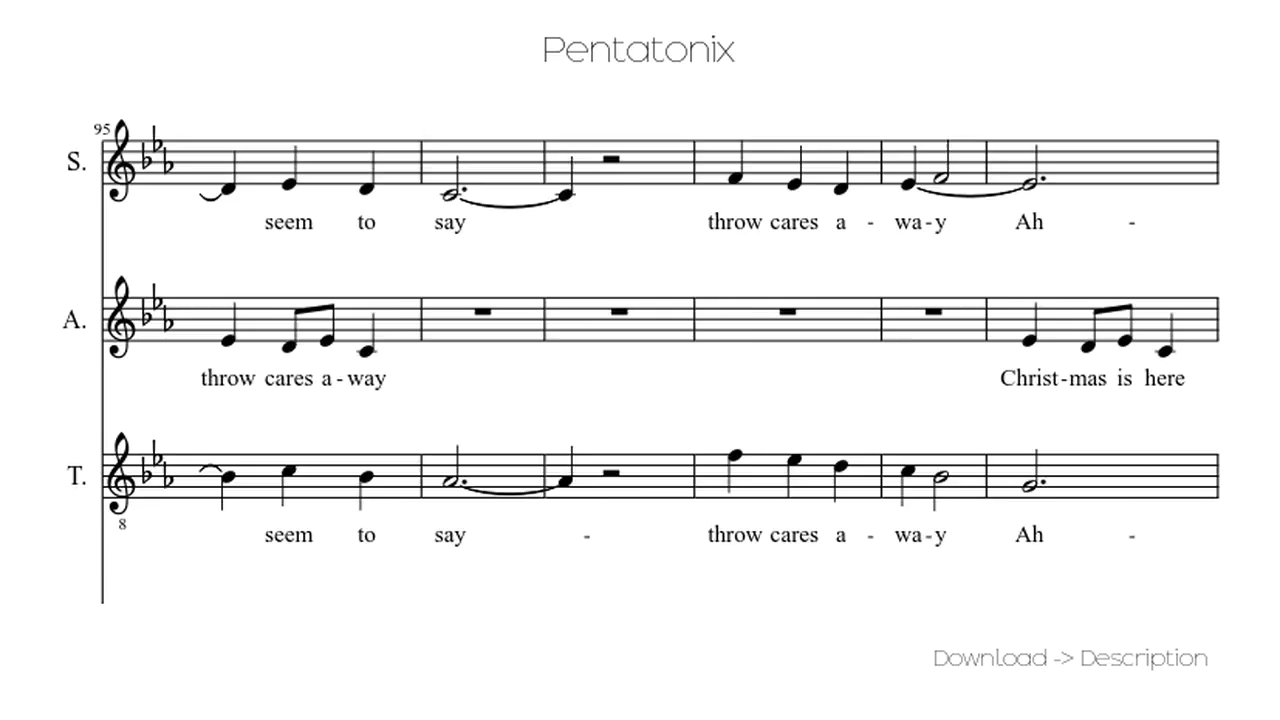 Pentatonix
95
S.
seem to say throw cares a - wa-y Ah -
A.
throw cares a-way Christ-mas is here
T.
8
seem to say - throw cares a - wa-y Ah -
Download -> Description